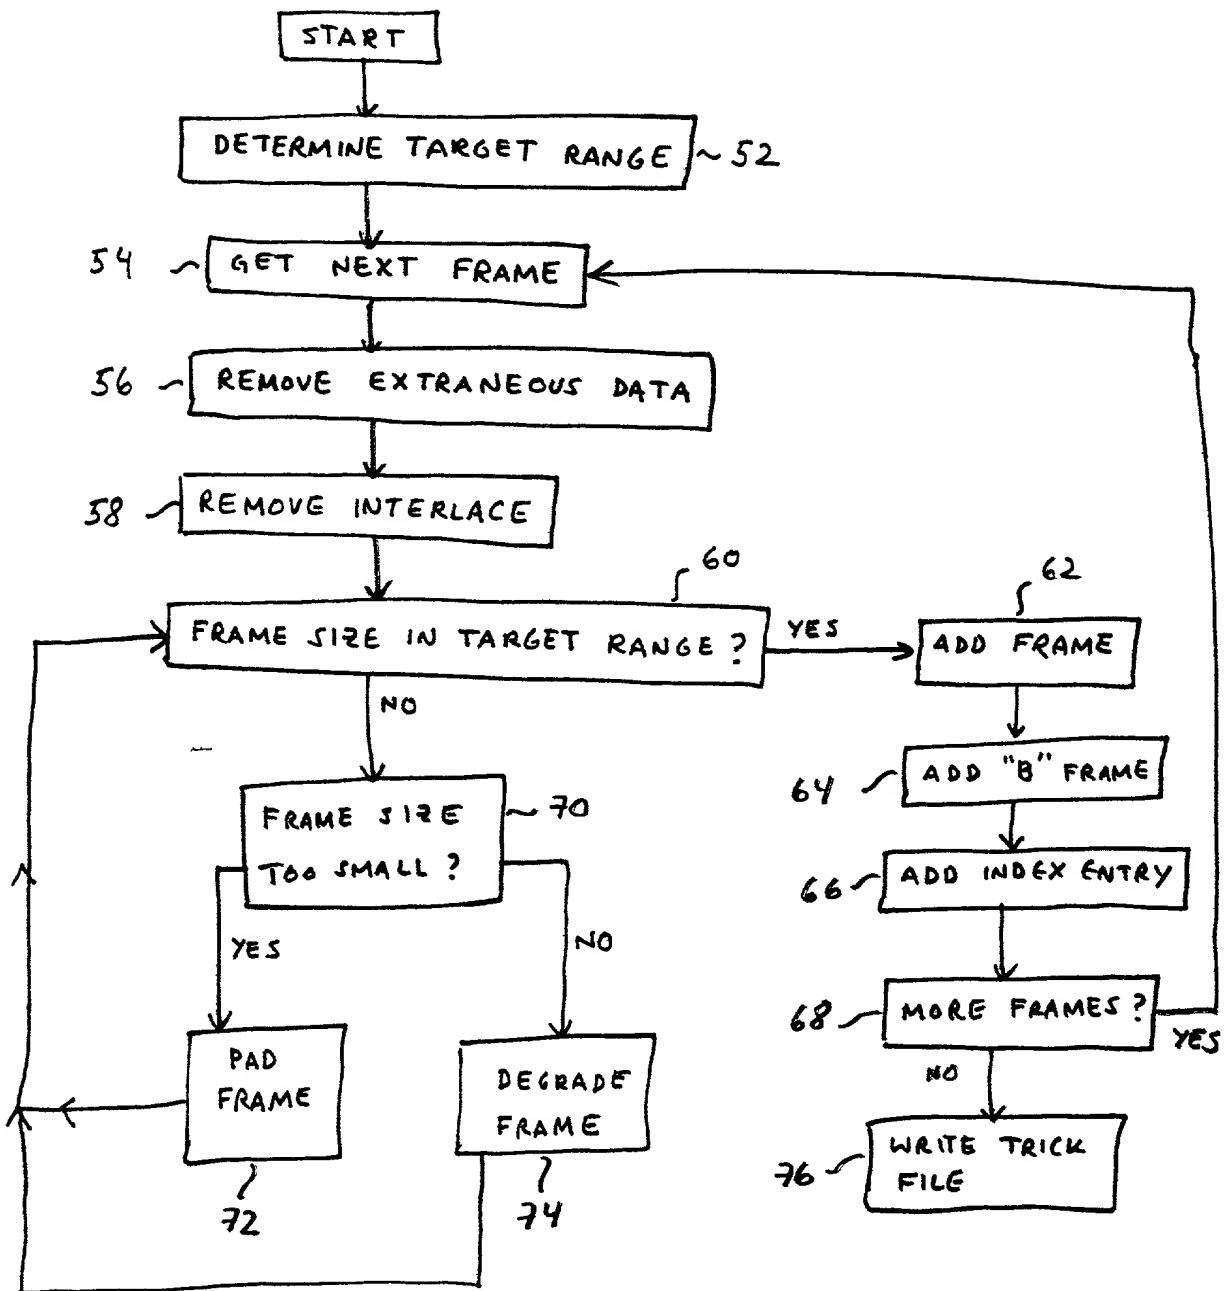 START
DETERMINE TARGET RANGE ~ 52
54 GET NEXT FRAME
56 REMOVE EXTRANEOUS DATA
58 REMOVE INTERLACE
60
62
FRAME SIZE IN TARGET RANGE ?
YES
ADD FRAME
NO
64 ADD "B" FRAME
FRAME SIZE
TOO SMALL ?
70
66 ADD INDEX ENTRY
YES
NO
68 MORE FRAMES ?
YES
NO
PAD
FRAME
72
DEGRADE
FRAME
74
76
WRITE TRICK
FILE